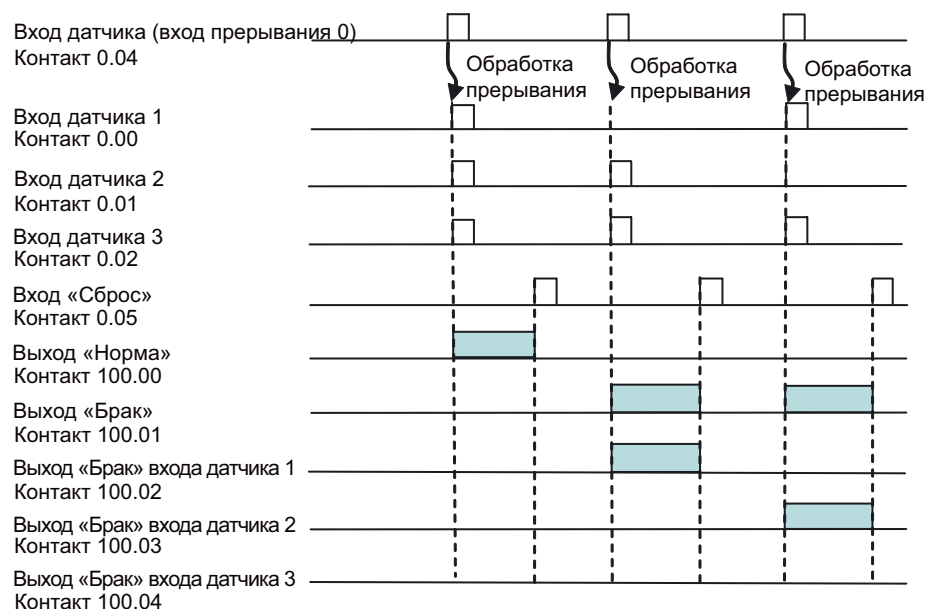 Вход датчика (вход прерывания 0)
Контакт 0.04
Обработка
прерывания
Обработка
прерывания
Обработка
прерывания
Вход датчика 1
Контакт 0.00
Вход датчика 2
Контакт 0.01
Вход датчика 3
Контакт 0.02
Вход «Сброс»
Контакт 0.05
Выход «Норма»
Контакт 100.00
Выход «Брак»
Контакт 100.01
Выход «Брак» входа датчика 1
Контакт 100.02
Выход «Брак» входа датчика 2
Контакт 100.03
Выход «Брак» входа датчика 3
Контакт 100.04